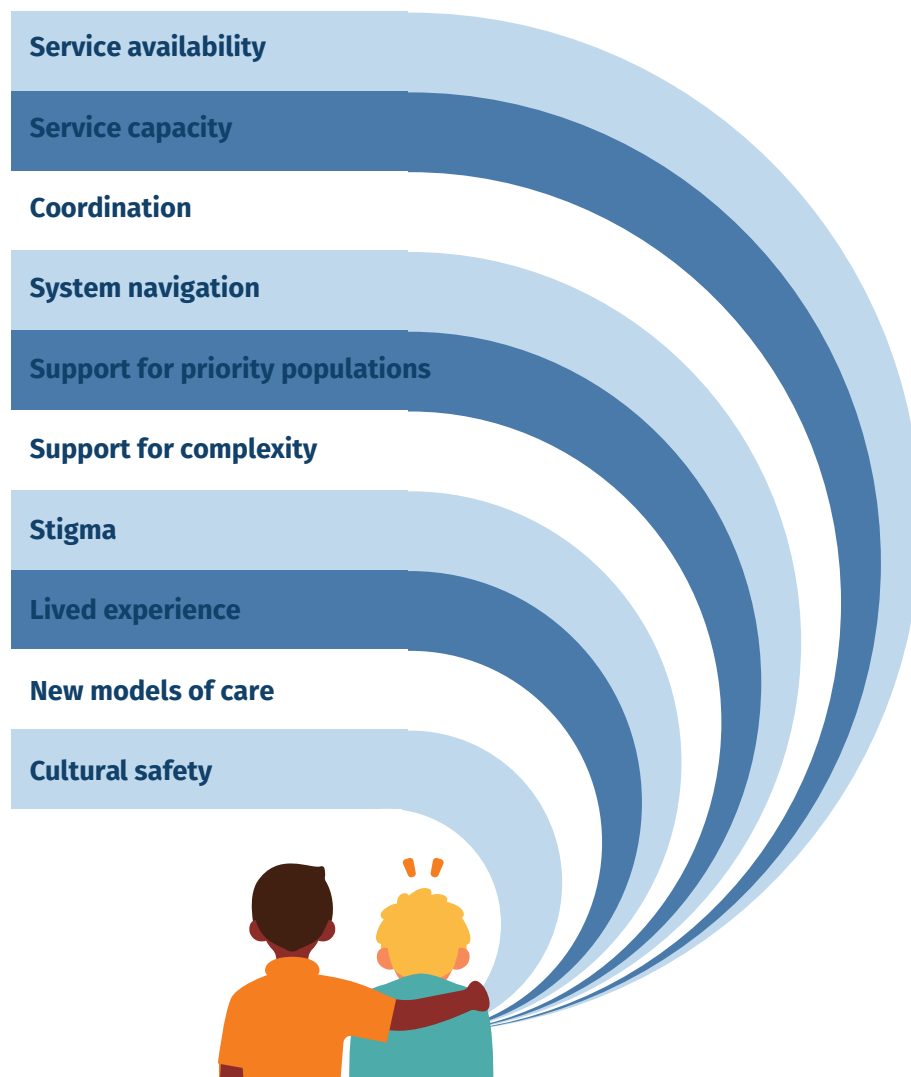 Service availability
Service capacity
Coordination
System navigation
Support for priority populations
Support for complexity
Stigma
Lived experience
New models of care
Cultural safety